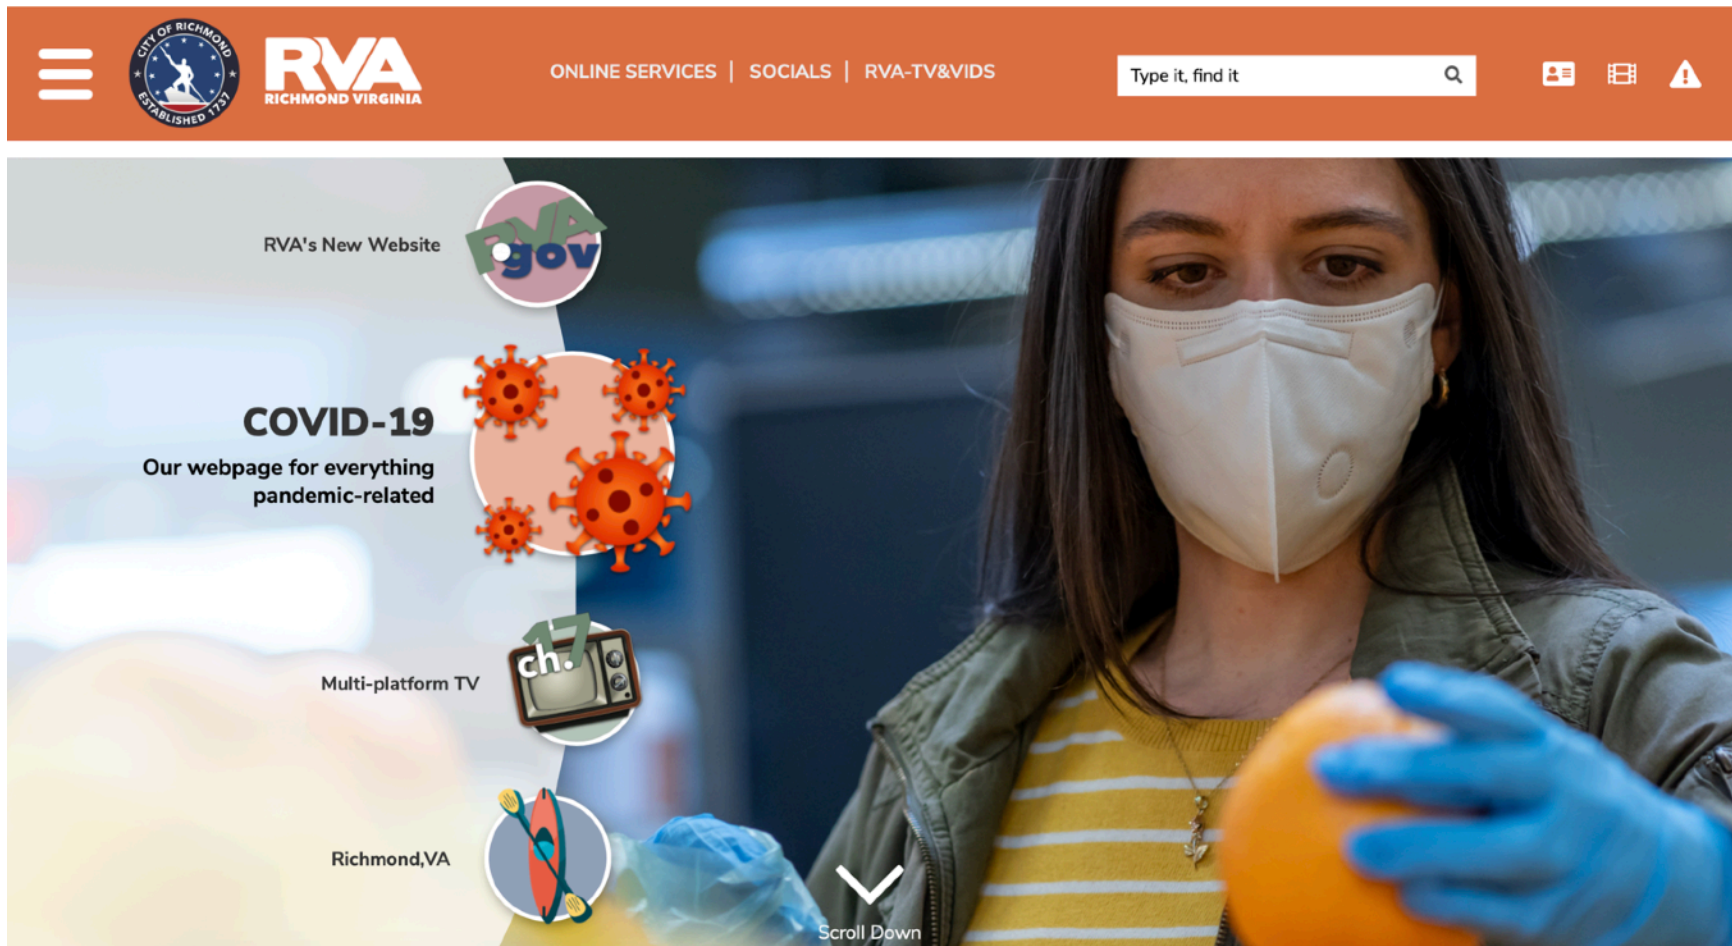 CITY OF RICHMOND
ESTABLISHED 1737
RVA
RICHMOND VIRGINIA
ONLINE SERVICES | SOCIALS | RVA-TV&VIDS
Type it, find it
RVA's New Website
RVA
gov
COVID-19
Our webpage for everything
pandemic-related
Multi-platform TV
17
ch.
Richmond,VA
Scroll Down